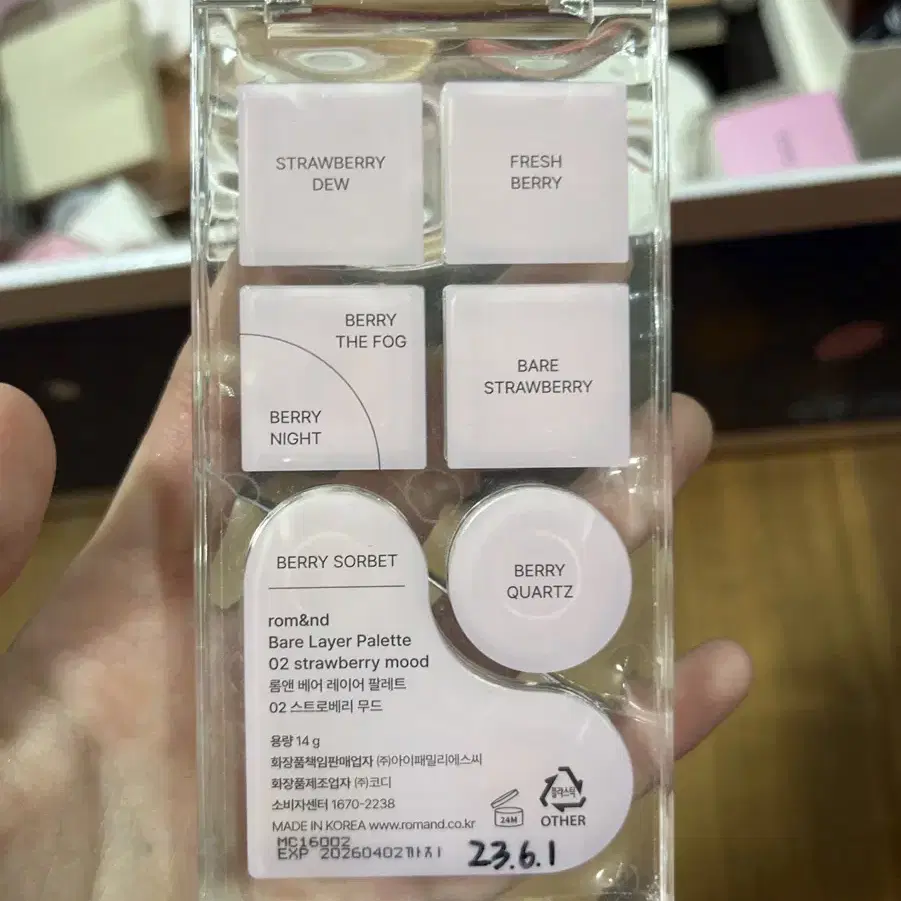 STRAWBERRY
DEW
FRESH
BERRY
BERRY
THE FOG
BERRY
NIGHT
BARE
STRAWBERRY
BERRY SORBET
BERRY
QUARTZ
rom&nd
Bare Layer Palette
02 strawberry mood
롬앤 베어 레이어 팔레트
02 스트로베리 무드
용량 14 g
화장품책임판매업자 (주)아이패밀리에스씨
화장품제조업자 (주)코디
소비자센터 1670-2238
MADE IN KOREA www.romand.co.kr
24M
플라스틱
OTHER
MC16002
EXP 20260402까지
23.6.1